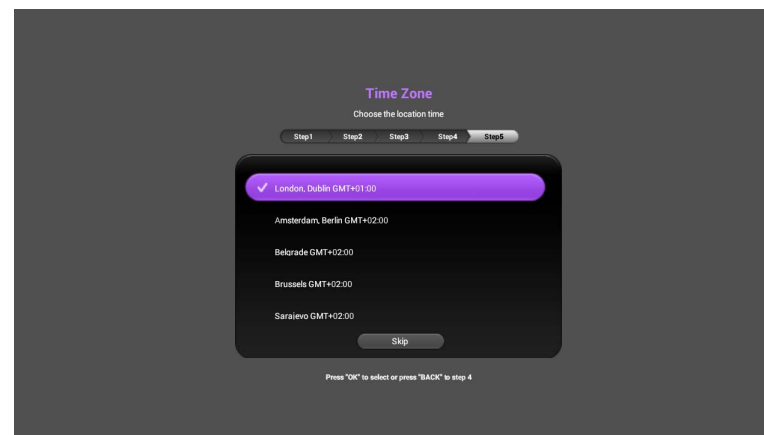 Time Zone
Choose the location time
Step1 Step2 Step3 Step4 Step5
London, Dublin GMT+01:00
Amsterdam, Berlin GMT+02:00
Belgrade GMT+02:00
Brussels GMT+02:00
Sarajevo GMT+02:00
Skip
Press "OK" to select or press "BACK" to step 4